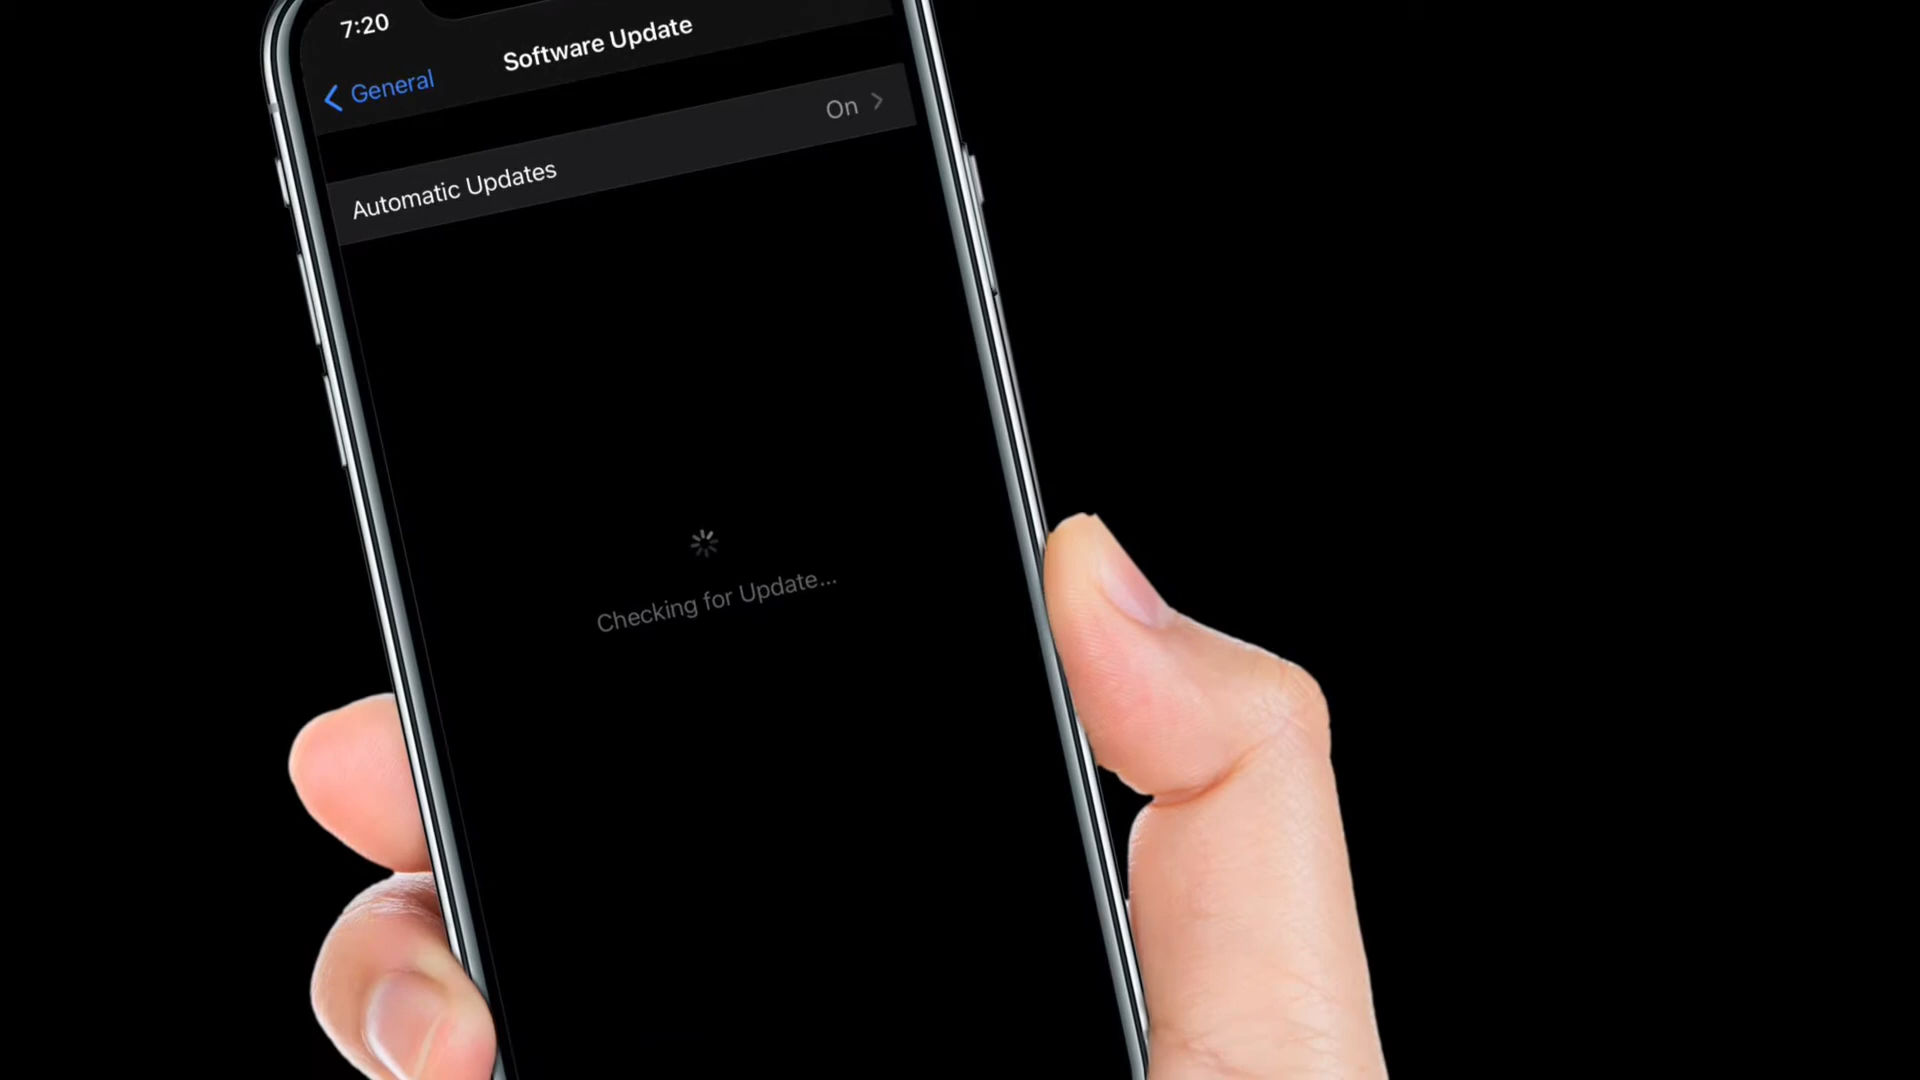 7:20
General
Software Update
Automatic Updates
On
Checking for Update...